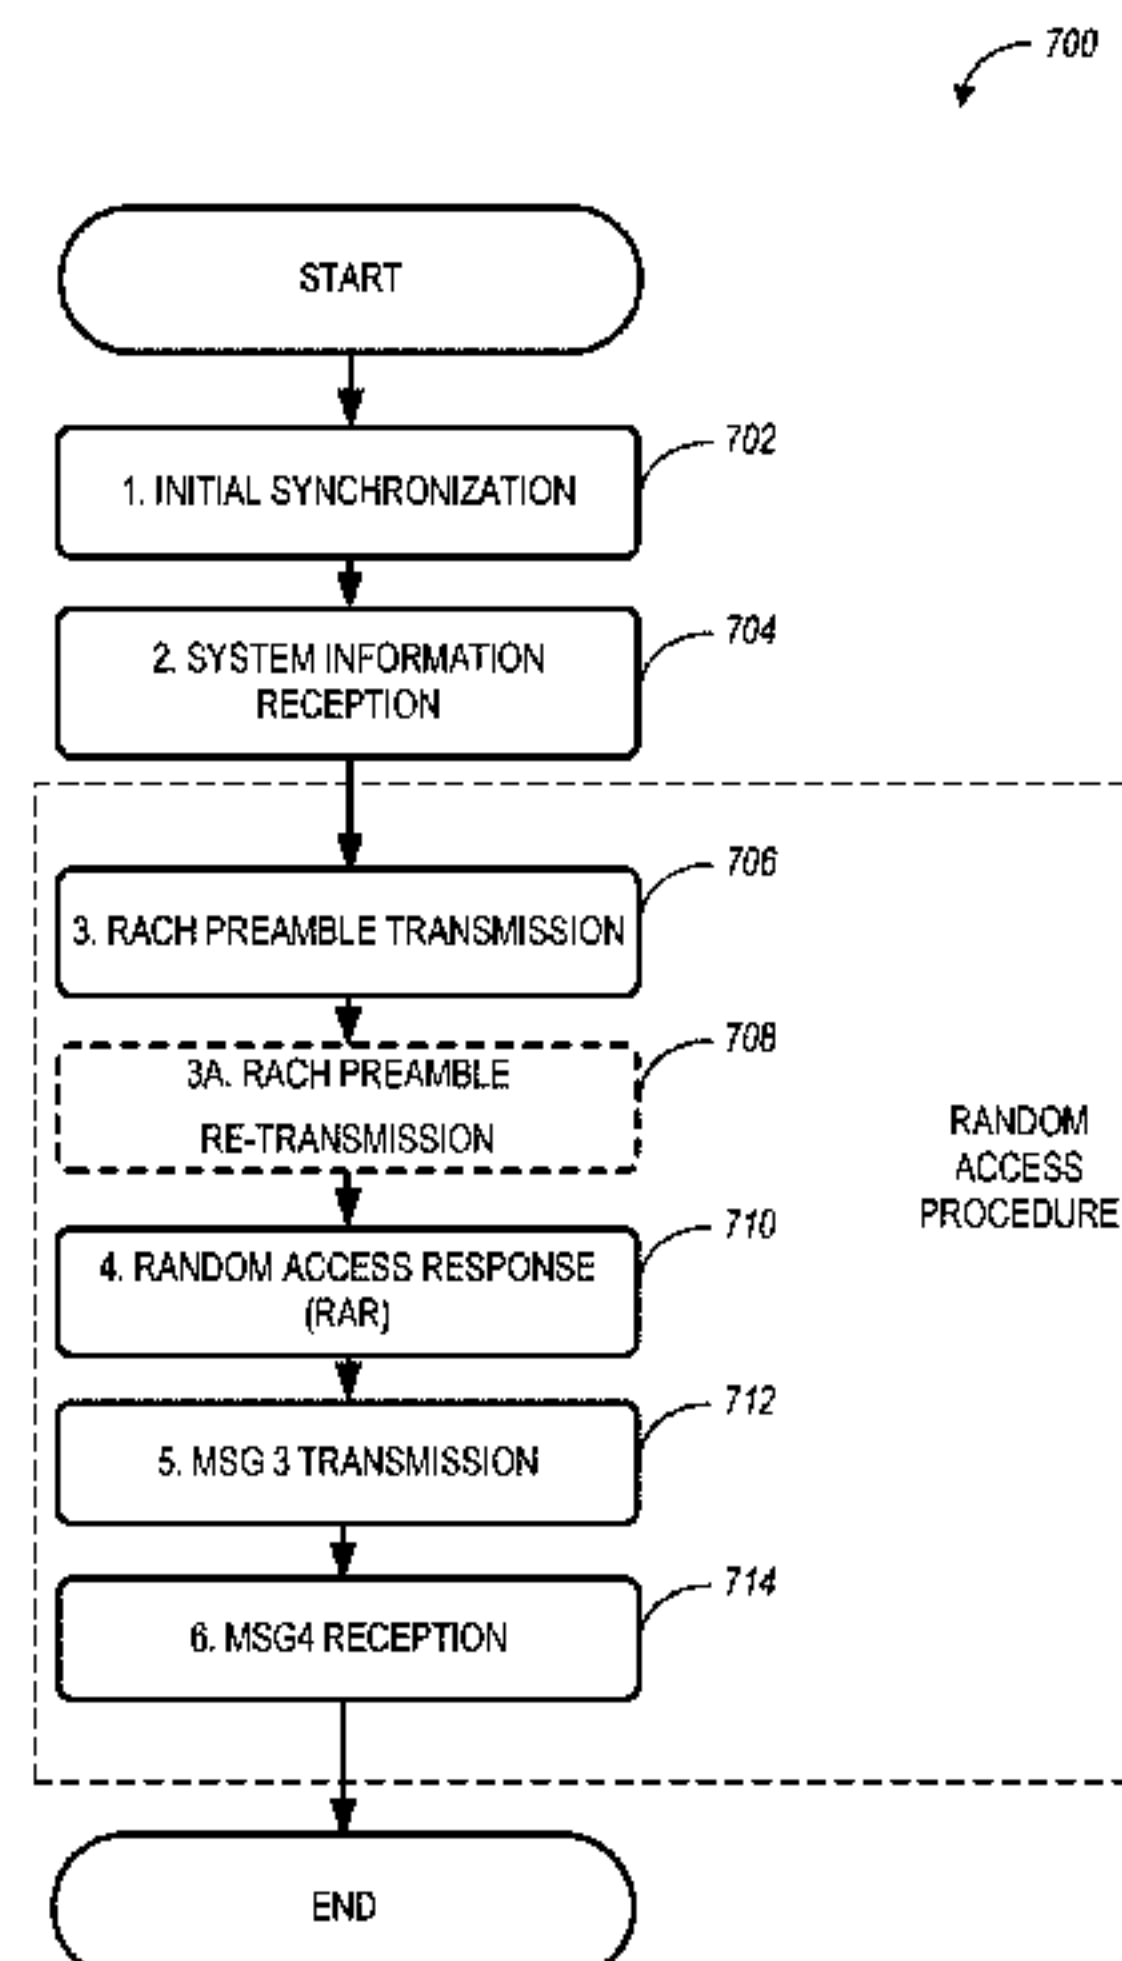 700
START
702
1. INITIAL SYNCHRONIZATION
704
2. SYSTEM INFORMATION
RECEPTION
706
3. RACH PREAMBLE TRANSMISSION
708
3A. RACH PREAMBLE
RE-TRANSMISSION
RANDOM
ACCESS
PROCEDURE
710
4. RANDOM ACCESS RESPONSE
(RAR)
712
5. MSG 3 TRANSMISSION
714
6. MSG4 RECEPTION
END